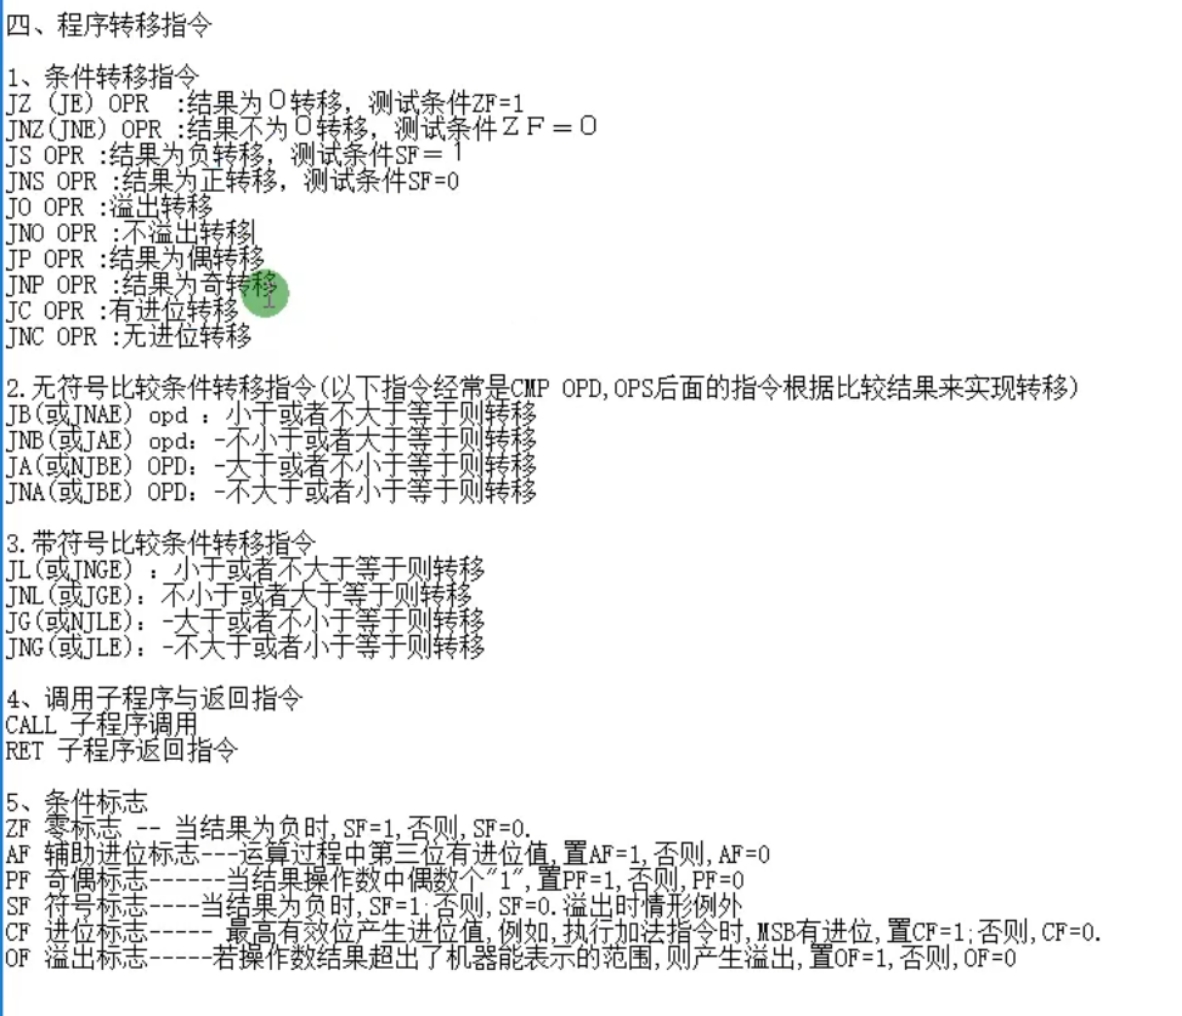 四、程序转移指令
1、条件转移指令
JZ (JE) OPR :结果为０转移, 测试条件ZF=1
JNZ(JNE) OPR :结果不为０转移, 测试条件ＺＦ＝０
JS OPR :结果为负转移, 测试条件SF＝１
JNS OPR :结果为正转移, 测试条件SF=0
JO OPR :溢出转移
JNO OPR :不溢出转移
JP OPR :结果为偶转移
JNP OPR :结果为奇转移
JC OPR :有进位转移
JNC OPR :无进位转移
2.无符号比较条件转移指令(以下指令经常是CMP OPD,OPS后面的指令根据比较结果来实现转移)
JB(或JNAE) opd : 小于或者不大于等于则转移
JNB(或JAE) opd: -不小于或者大于等于则转移
JA(或NJBE) OPD: -大于或者不小于等于则转移
JNA(或JBE) OPD: -不大于或者小于等于则转移
3.带符号比较条件转移指令
JL(或JNGE) : 小于或者不大于等于则转移
JNL(或JGE): 不小于或者大于等于则转移
JG(或NJLE): -大于或者不小于等于则转移
JNG(或JLE): -不大于或者小于等于则转移
4、调用子程序与返回指令
CALL 子程序调用
RET 子程序返回指令
5、条件标志
ZF 零标志 -- 当结果为负时,SF=1,否则,SF=0.
AF 辅助进位标志---运算过程中第三位有进位值,置AF=1,否则,AF=0
PF 奇偶标志------当结果操作数中偶数个"1",置PF=1,否则,PF=0
SF 符号标志----当结果为负时,SF=1;否则,SF=0.溢出时情形例外
CF 进位标志----- 最高有效位产生进位值,例如,执行加法指令时,MSB有进位,置CF=1;否则,CF=0.
OF 溢出标志-----若操作数结果超出了机器能表示的范围,则产生溢出,置OF=1,否则,OF=0